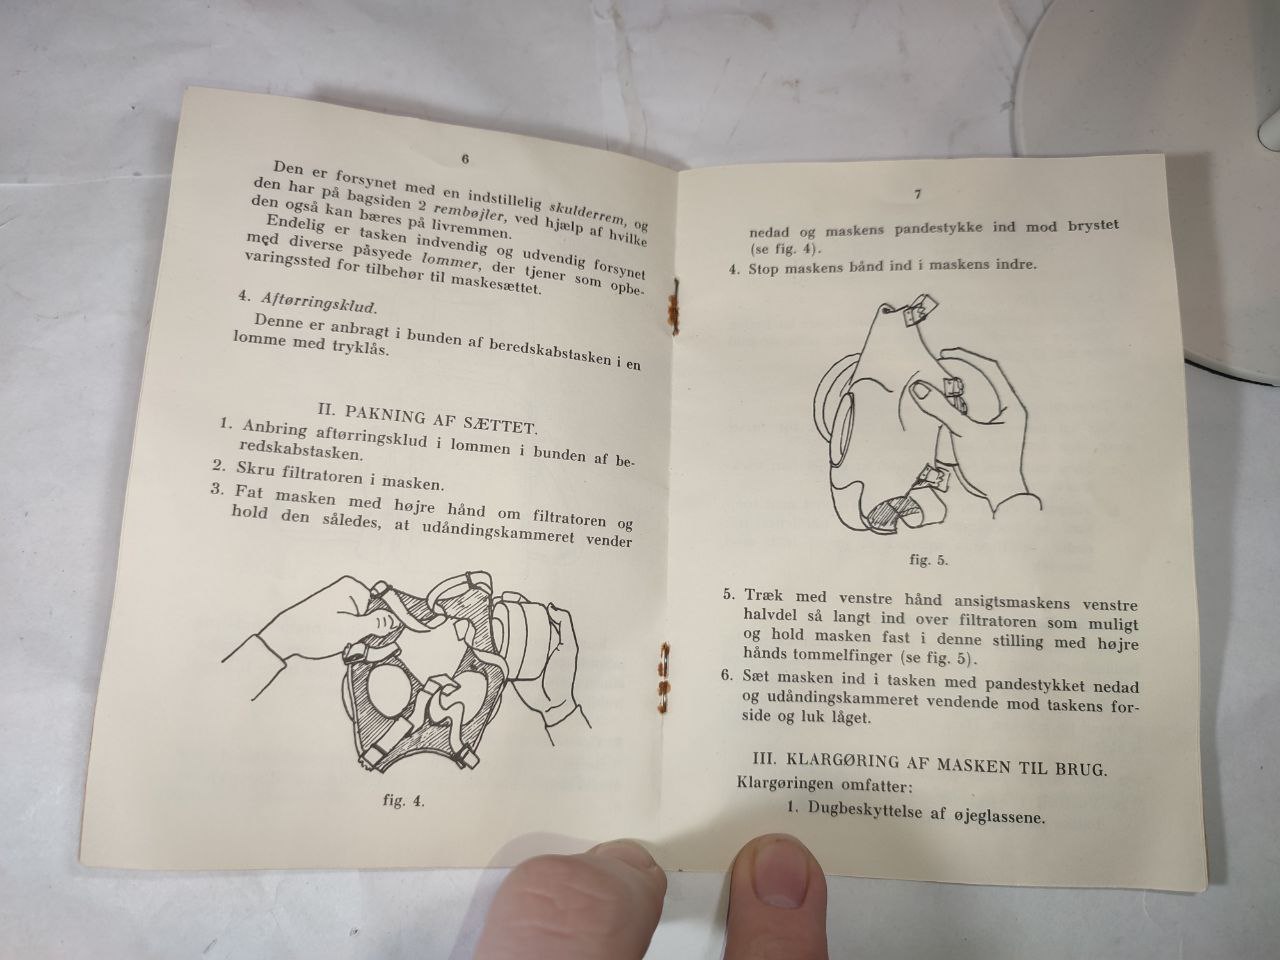 6
Den er forsynet med en indstillelig skulderrem, og
den har på bagsiden 2 rembøjler, ved hjælp af hvilke
den også kan bæres på livremmen.
Endelig er tasken indvendig og udvendig forsynet
med diverse påsyede lommer, der tjener som opbe-
varingssted for tilbehør til maskesættet.
4. Aftørringsklud.
Denne er anbragt i bunden af beredskabstasken i en
lomme med tryklås.
II. PAKNING AF SÆTTET.
1. Anbring aftørringsklud i lommen i bunden af be-
redskabstasken.
2. Skru filtratoren i masken.
3. Fat masken med højre hånd om filtratoren og
hold den således, at udåndingskammeret vender
fig. 4.
7
nedad og maskens pandestykke ind mod brystet
(se fig. 4).
4. Stop maskens bånd ind i maskens indre.
fig. 5.
5. Træk med venstre hånd ansigtsmaskens venstre
halvdel så langt ind over filtratoren som muligt
og hold masken fast i denne stilling med højre
hånds tommelfinger (se fig. 5).
6. Sæt masken ind i tasken med pandestykket nedad
og udåndingskammeret vendende mod taskens for-
side og luk låget.
III. KLARGØRING AF MASKEN TIL BRUG.
Klargøringen omfatter:
1. Dugbeskyttelse af øjeglassene.